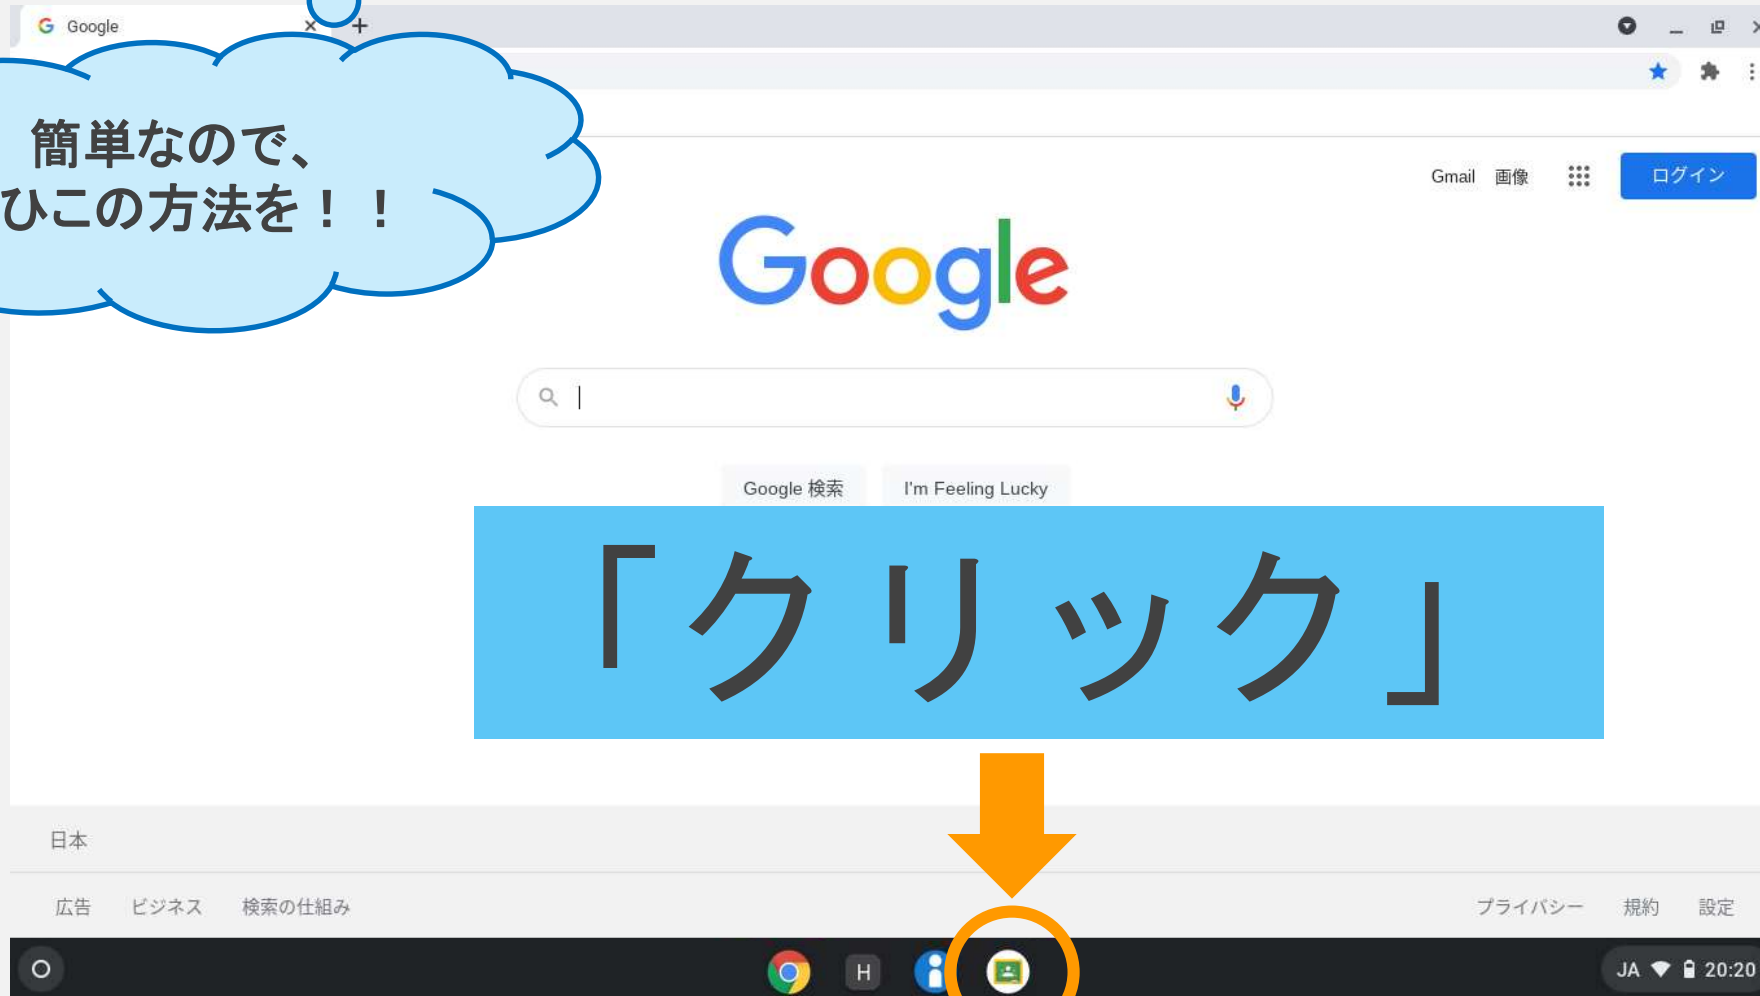 Google
簡単なので、
ひこの方法を！！
Gmail 画像 ログイン
Google
Google 検索 I'm Feeling Lucky
「クリック」
日本
広告 ビジネス 検索の仕組み プライバシー 規約 設定
H JA 20:20